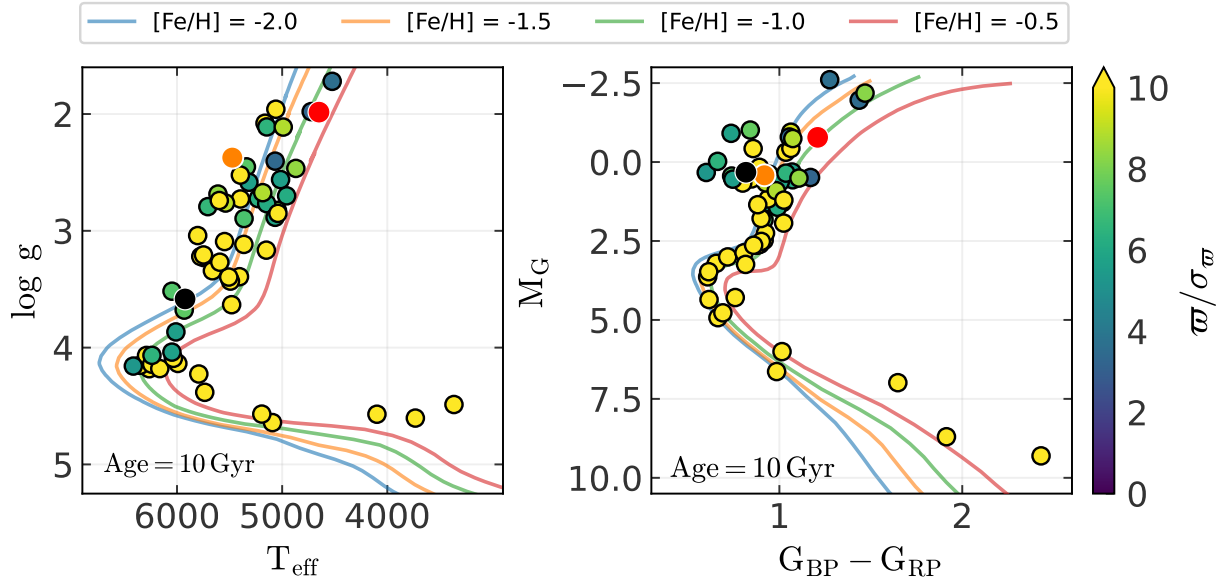 [Fe/H] = -2.0 [Fe/H] = -1.5 [Fe/H] = -1.0 [Fe/H] = -0.5
2
3
4
5
log g
Age = 10 Gyr
6000 5000 4000
T_eff
−2.5
0.0
2.5
5.0
7.5
10.0
M_G
Age = 10 Gyr
1 2
G_BP − G_RP
10
8
6
4
2
0
ϖ/σ_ϖ